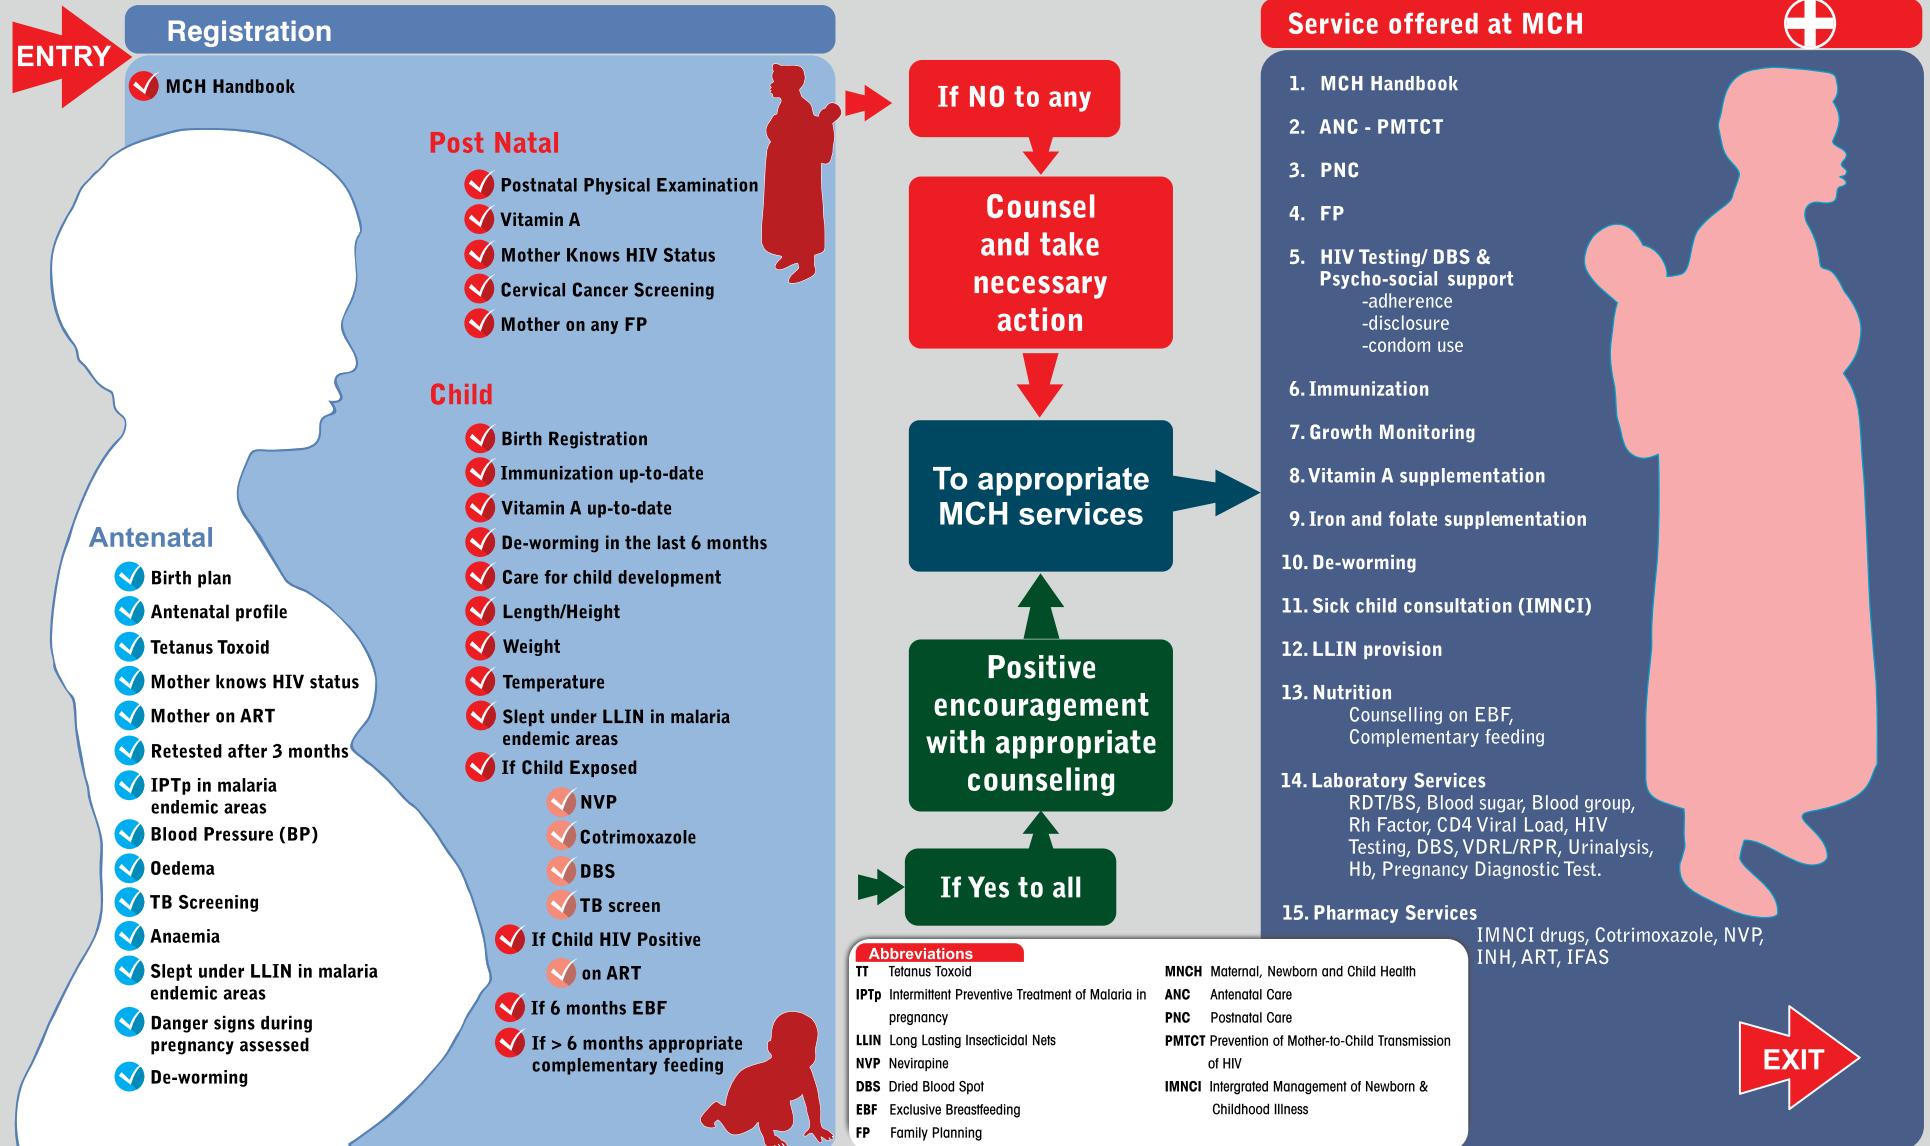 ENTRY
Registration
MCH Handbook
Post Natal
Postnatal Physical Examination
Vitamin A
Mother Knows HIV Status
Cervical Cancer Screening
Mother on any FP
Child
Birth Registration
Immunization up-to-date
Vitamin A up-to-date
De-worming in the last 6 months
Care for child development
Length/Height
Weight
Temperature
Slept under LLIN in malaria
endemic areas
If Child Exposed
NVP
Cotrimoxazole
DBS
TB screen
If Child HIV Positive
on ART
If 6 months EBF
If > 6 months appropriate
complementary feeding
Antenatal
Birth plan
Antenatal profile
Tetanus Toxoid
Mother knows HIV status
Mother on ART
Retested after 3 months
IPTp in malaria
endemic areas
Blood Pressure (BP)
Oedema
TB Screening
Anaemia
Slept under LLIN in malaria
endemic areas
Danger signs during
pregnancy assessed
De-worming
If NO to any
Counsel
and take
necessary
action
To appropriate
MCH services
Positive
encouragement
with appropriate
counseling
If Yes to all
Service offered at MCH
1. MCH Handbook
2. ANC - PMTCT
3. PNC
4. FP
5. HIV Testing/ DBS &
Psycho-social support
-adherence
-disclosure
-condom use
6. Immunization
7. Growth Monitoring
8. Vitamin A supplementation
9. Iron and folate supplementation
10. De-worming
11. Sick child consultation (IMNCI)
12. LLIN provision
13. Nutrition
Counselling on EBF,
Complementary feeding
14. Laboratory Services
RDT/BS, Blood sugar, Blood group,
Rh Factor, CD4 Viral Load, HIV
Testing, DBS, VDRL/RPR, Urinalysis,
Hb, Pregnancy Diagnostic Test.
15. Pharmacy Services
IMNCI drugs, Cotrimoxazole, NVP,
INH, ART, IFAS
EXIT
Abbreviations
TT Tetanus Toxoid
IPTp Intermittent Preventive Treatment of Malaria in
pregnancy
LLIN Long Lasting Insecticidal Nets
NVP Nevirapine
DBS Dried Blood Spot
EBF Exclusive Breastfeeding
FP Family Planning
MNCH Maternal, Newborn and Child Health
ANC Antenatal Care
PNC Postnatal Care
PMTCT Prevention of Mother-to-Child Transmission
of HIV
IMNCI Intergrated Management of Newborn &
Childhood Illness